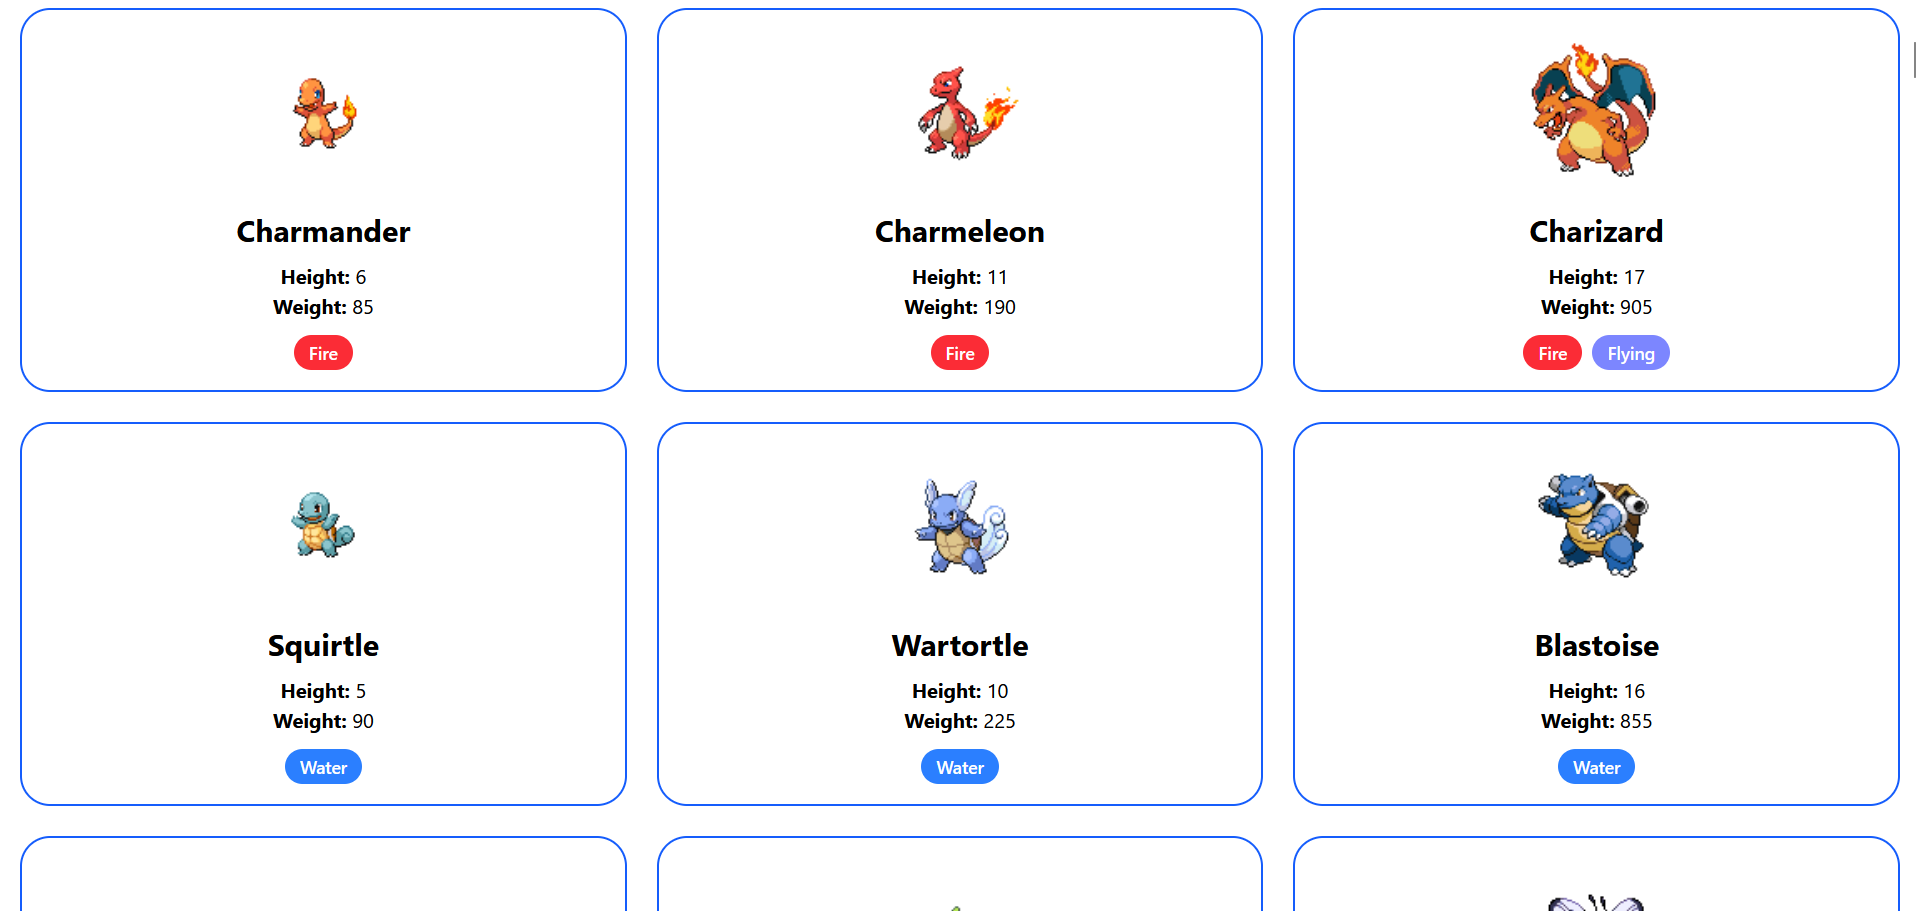 Charmander
Height: 6
Weight: 85
Fire
Charmeleon
Height: 11
Weight: 190
Fire
Charizard
Height: 17
Weight: 905
Fire Flying
Squirtle
Height: 5
Weight: 90
Water
Wartortle
Height: 10
Weight: 225
Water
Blastoise
Height: 16
Weight: 855
Water